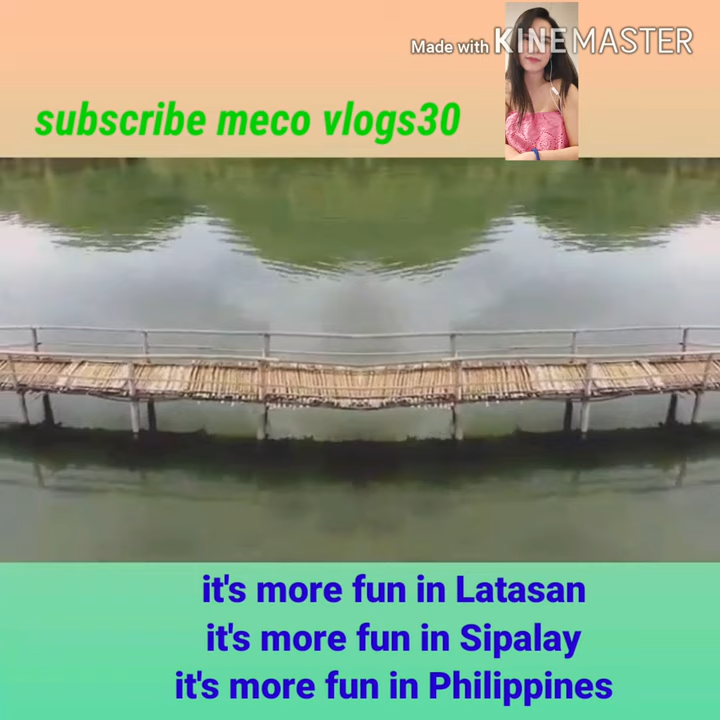 Made with KINEMASTER
subscribe meco vlogs30
it's more fun in Latasan
it's more fun in Sipalay
it's more fun in Philippines